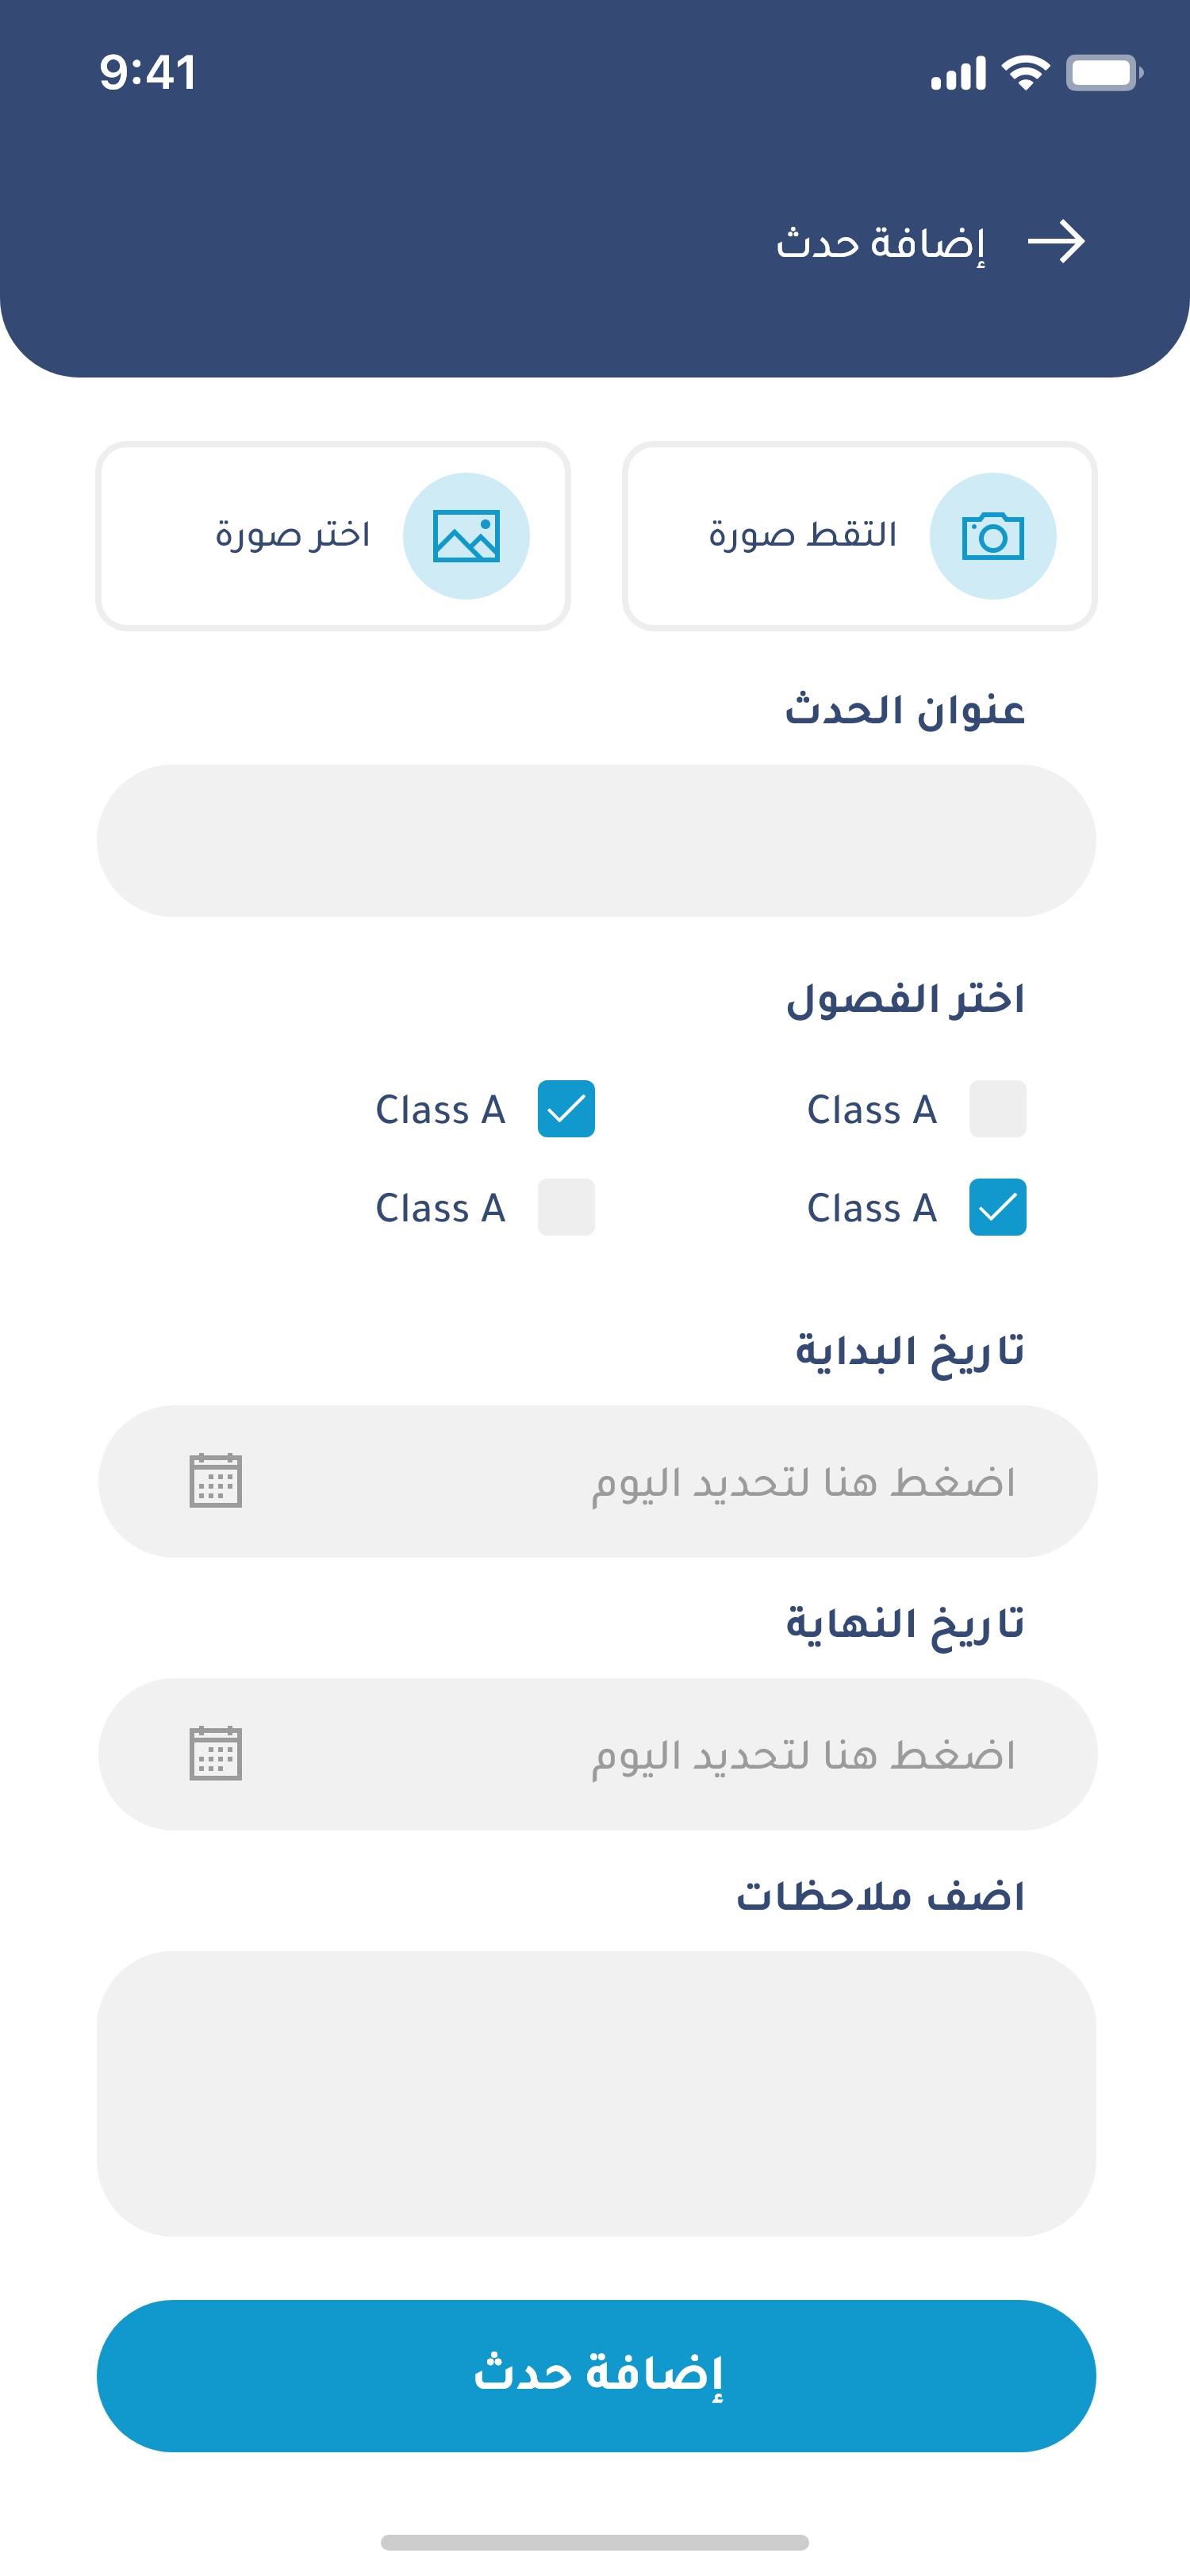 9:41
إضافة حدث
التقط صورة
اختر صورة
عنوان الحدث
اختر الفصول
Class A
Class A
Class A
Class A
تاريخ البداية
اضغط هنا لتحديد اليوم
تاريخ النهاية
اضغط هنا لتحديد اليوم
اضف ملاحظات
إضافة حدث